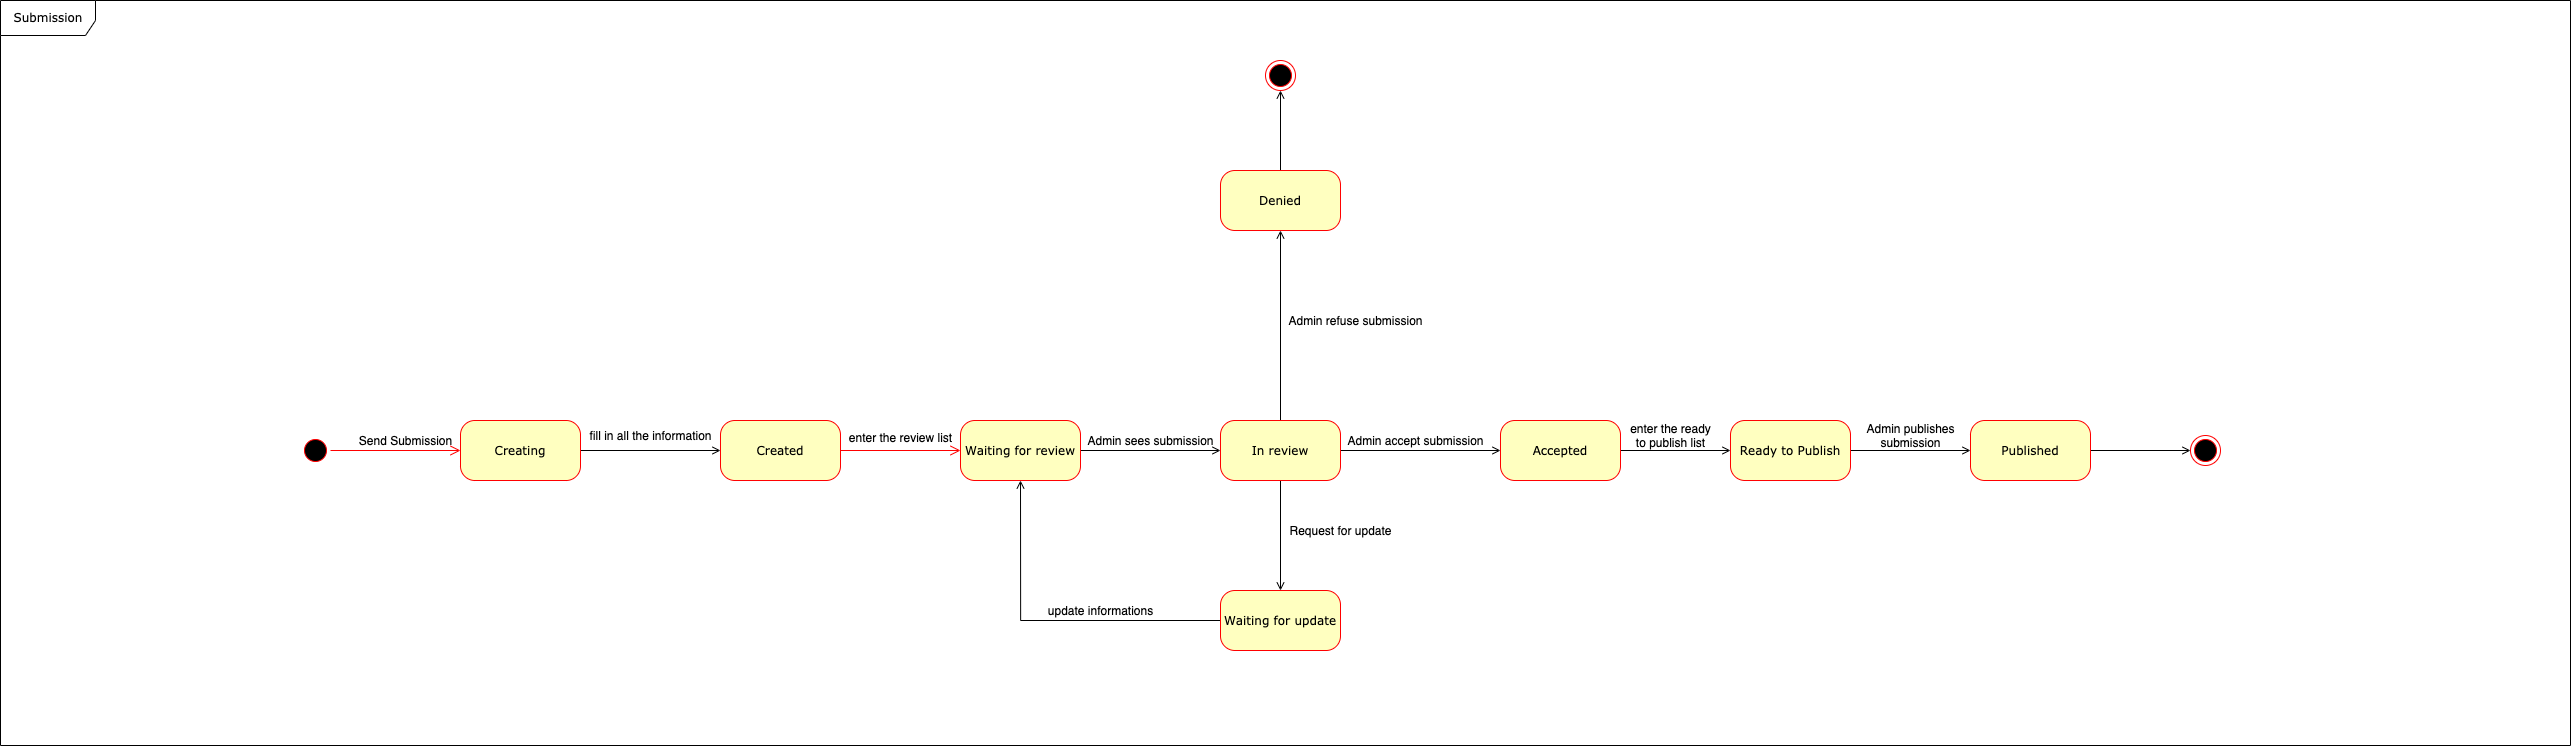 Submission
Denied
Admin refuse submission
Send Submission
Creating
fill in all the information
Created
enter the review list
Waiting for review
Admin sees submission
In review
Admin accept submission
Accepted
enter the ready
to publish list
Ready to Publish
Admin publishes
submission
Published
Request for update
update informations
Waiting for update